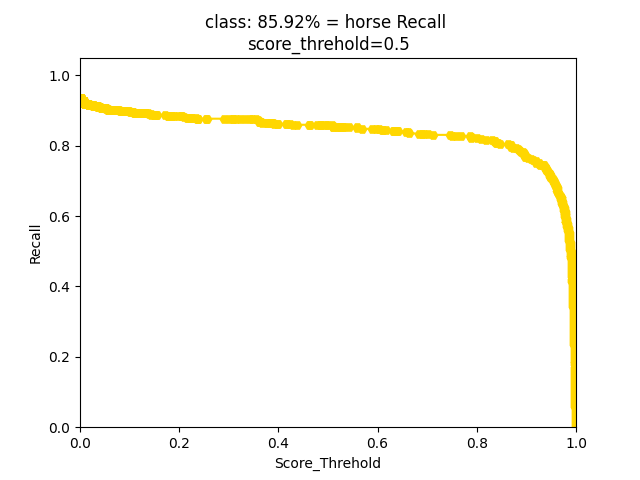 class: 85.92% = horse Recall
score_threhold=0.5
1.0
0.8
0.6
0.4
0.2
0.0
Recall
0.0 0.2 0.4 0.6 0.8 1.0
Score_Threhold